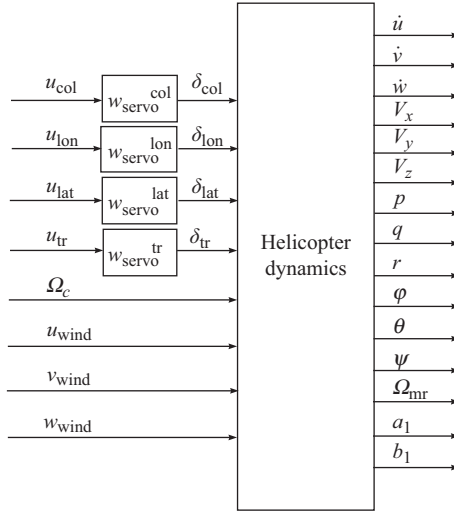 u̇
v̇
ẇ
u_col w_servo^col δ_col
V_x
u_lon w_servo^lon δ_lon
V_y
V_z
u_lat w_servo^lat δ_lat
p
u_tr w_servo^tr δ_tr
q
Helicopter
dynamics
r
Ω_c
φ
u_wind
θ
v_wind
ψ
Ω_mr
w_wind
a_1
b_1